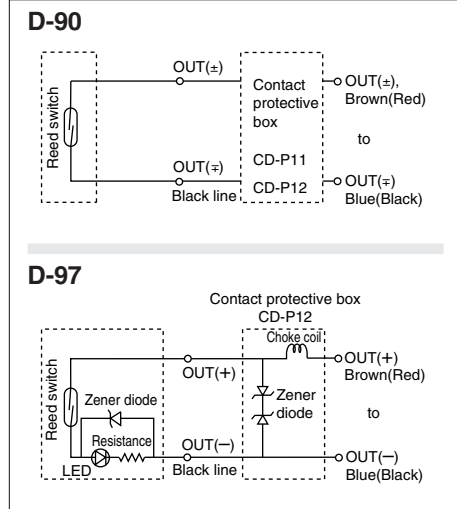 D-90
OUT(±)
Reed switch
Contact
protective
box
CD-P11
CD-P12
OUT(±),
Brown(Red)
to
OUT(∓)
Black line
OUT(∓)
Blue(Black)
D-97
Contact protective box
CD-P12
Choke coil
OUT(+)
OUT(+)
Brown(Red)
Reed switch
Zener diode
Zener
diode
to
Resistance
LED
OUT(−)
Black line
OUT(−)
Blue(Black)